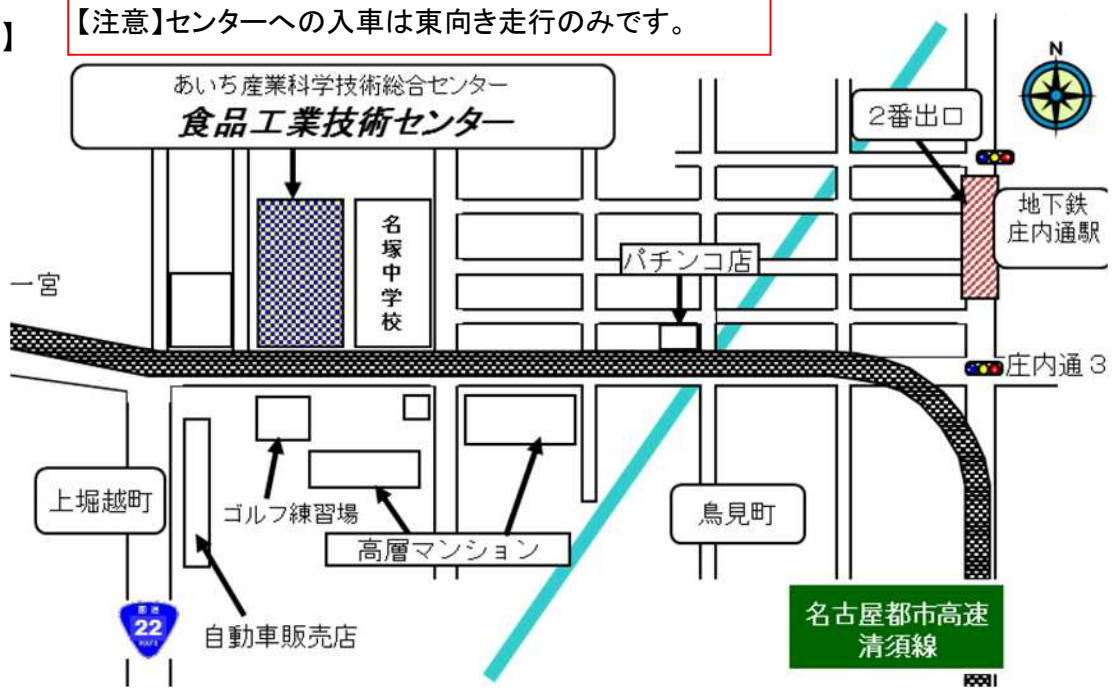 】
【注意】センターへの入車は東向き走行のみです。
あいち産業科学技術総合センター
食品工業技術センター
N
2番出口
地下鉄
庄内通駅
名塚中学校
パチンコ店
一宮
庄内通3
上堀越町
ゴルフ練習場
高層マンション
鳥見町
国道
22
自動車販売店
名古屋都市高速
清須線